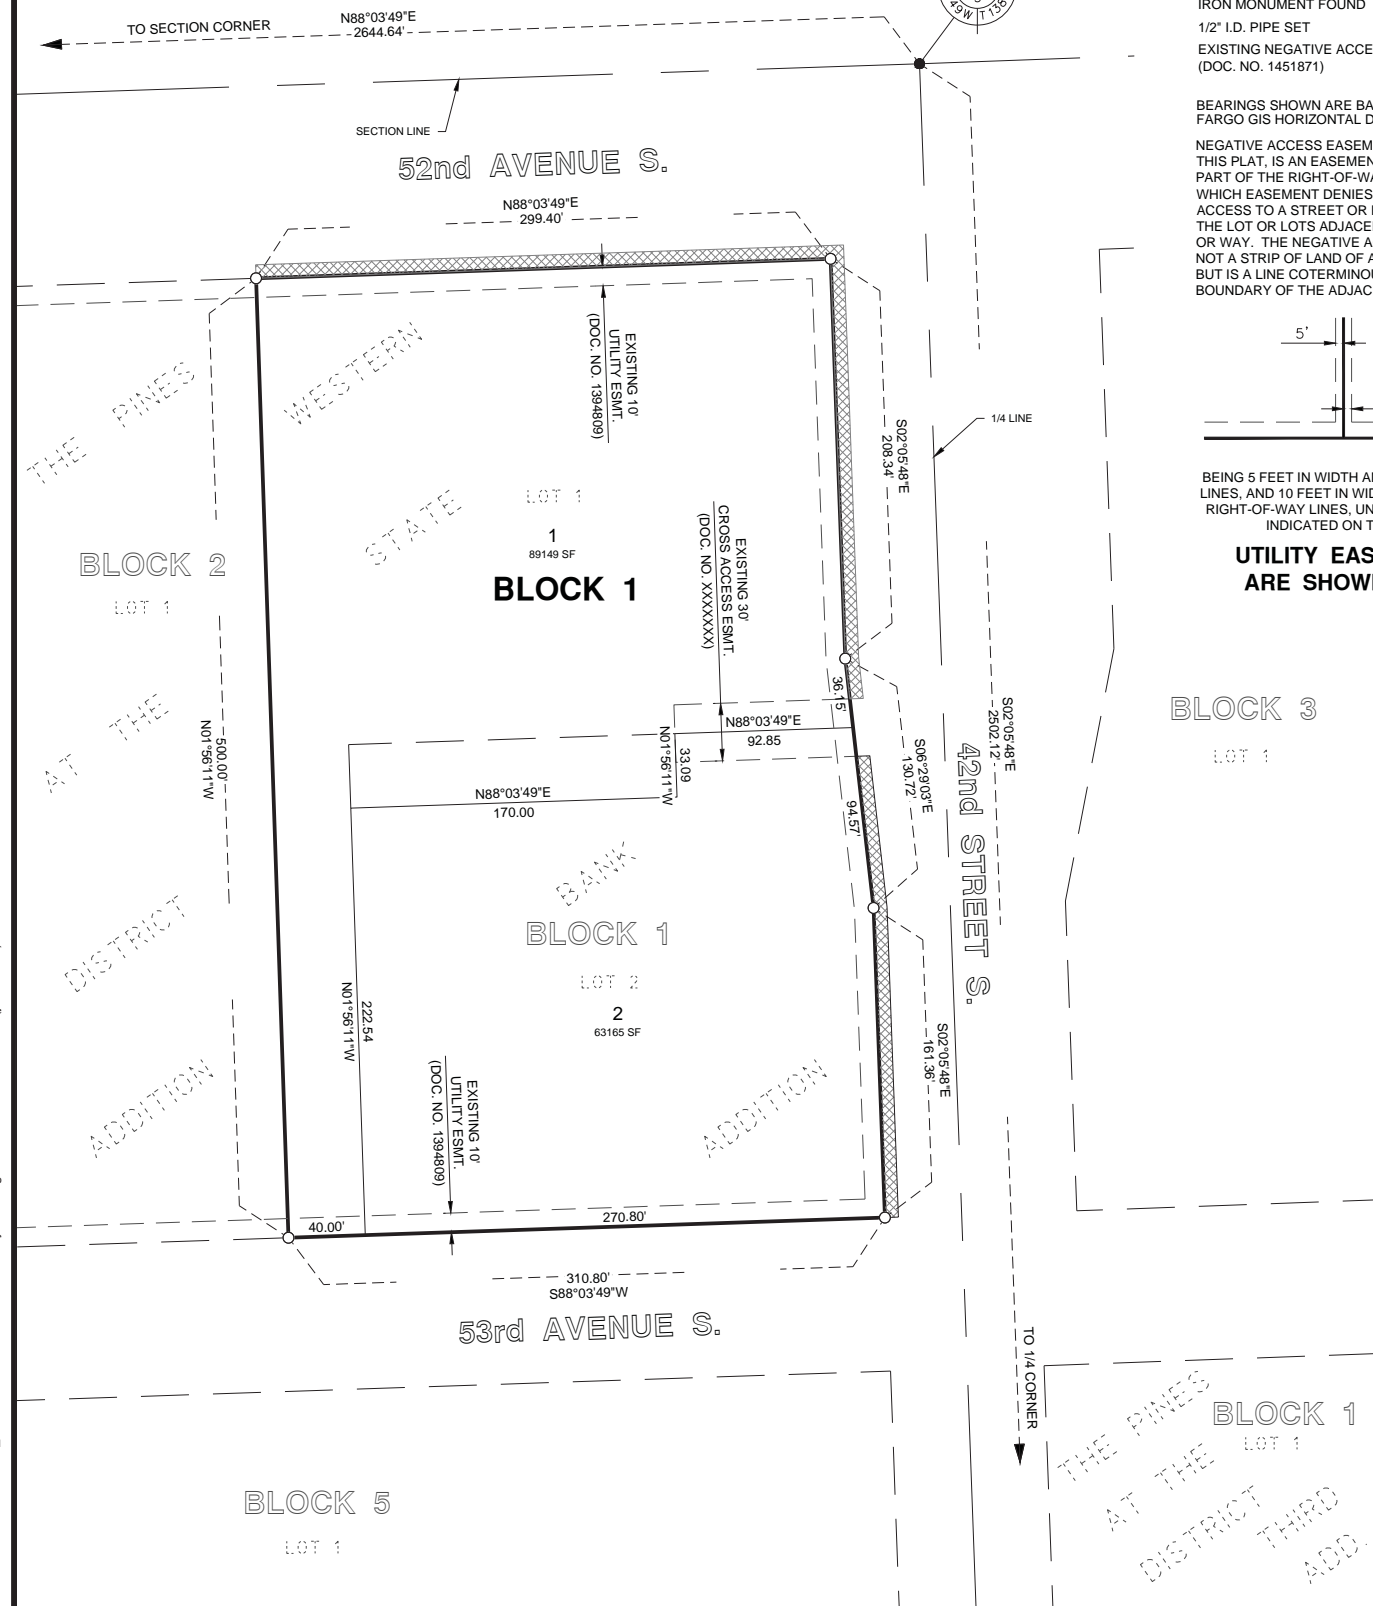 N88°03'49"E
2644.64'
TO SECTION CORNER
49W T138
SECTION LINE
52nd AVENUE S.
N88°03'49"E
299.40'
IRON MONUMENT FOUND
1/2" I.D. PIPE SET
EXISTING NEGATIVE ACCE
(DOC. NO. 1451871)
BEARINGS SHOWN ARE BA
FARGO GIS HORIZONTAL D
NEGATIVE ACCESS EASEM
THIS PLAT, IS AN EASEMEN
PART OF THE RIGHT-OF-WA
WHICH EASEMENT DENIES
ACCESS TO A STREET OR
THE LOT OR LOTS ADJACE
OR WAY. THE NEGATIVE A
NOT A STRIP OF LAND OF A
BUT IS A LINE COTERMINOU
BOUNDARY OF THE ADJAC
5'
BEING 5 FEET IN WIDTH A
LINES, AND 10 FEET IN WID
RIGHT-OF-WAY LINES, UN
INDICATED ON T
UTILITY EAS
ARE SHOW
THE PINES
AT THE
DISTRICT
ADDITION
BLOCK 2
LOT 1
500.00'
N01°56'11"W
WESTERN
STATE
BANK
ADDITION
EXISTING 10'
UTILITY ESMT.
(DOC. NO. 1394809)
LOT 1
1
89149 SF
BLOCK 1
EXISTING 30'
CROSS ACCESS ESMT.
(DOC. NO. XXXXXXX)
S02°05'48"E
208.34'
1/4 LINE
36.15'
N88°03'49"E
92.85
33.09
N01°56'11"W
N88°03'49"E
170.00
S06°29'03"E
130.72'
94.57'
S02°05'48"E
2502.12'
42nd STREET S.
BLOCK 3
LOT 1
BLOCK 1
LOT 2
2
63165 SF
222.54
N01°56'11"W
S02°05'48"E
161.36'
EXISTING 10'
UTILITY ESMT.
(DOC. NO. 1394809)
40.00'
270.80'
310.80'
S88°03'49"W
53rd AVENUE S.
TO 1/4 CORNER
BLOCK 5
LOT 1
THE PINES
AT THE
DISTRICT
THIRD
ADD.
BLOCK 1
LOT 1